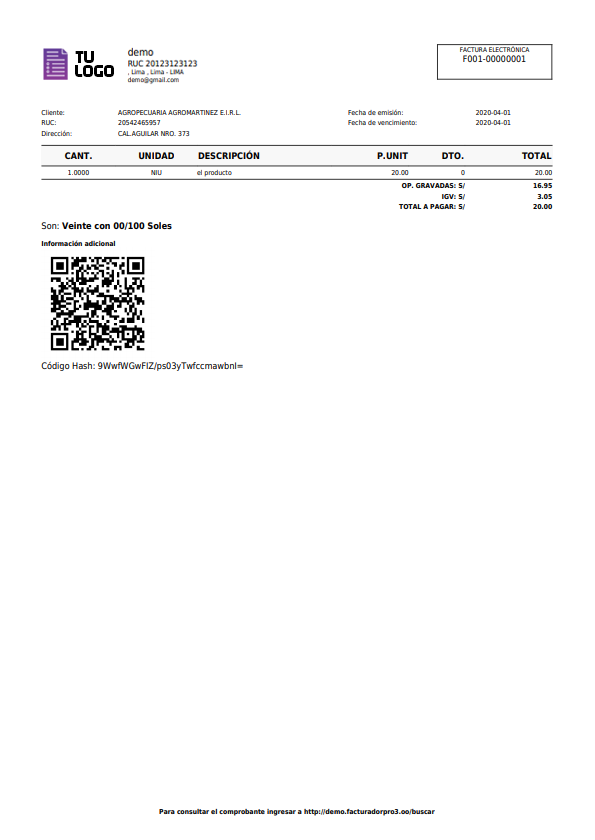 TU
LOGO
demo
RUC 20123123123
, Lima , Lima - LIMA
demo@gmail.com
FACTURA ELECTRÓNICA
F001-00000001
Cliente: AGROPECUARIA AGROMARTINEZ E.I.R.L. Fecha de emisión: 2020-04-01
RUC: 20542465957 Fecha de vencimiento: 2020-04-01
Dirección: CAL.AGUILAR NRO. 373
CANT. UNIDAD DESCRIPCIÓN P.UNIT DTO. TOTAL
1.0000 NIU el producto 20.00 0 20.00
OP. GRAVADAS: S/ 16.95
IGV: S/ 3.05
TOTAL A PAGAR: S/ 20.00
Son: Veinte con 00/100 Soles
Información adicional
Código Hash: 9WwfWGwFIZ/ps03yTwfccmawbnI=
Para consultar el comprobante ingresar a http://demo.facturadorpro3.oo/buscar